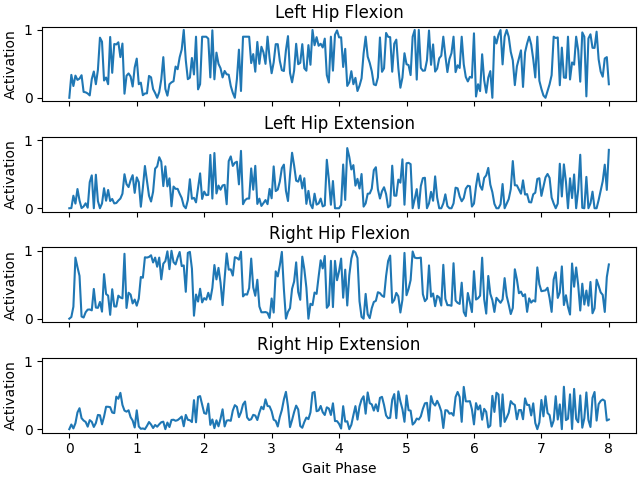 Left Hip Flexion
Activation
1
0
Left Hip Extension
Activation
1
0
Right Hip Flexion
Activation
1
0
Right Hip Extension
Activation
1
0
0 1 2 3 4 5 6 7 8
Gait Phase